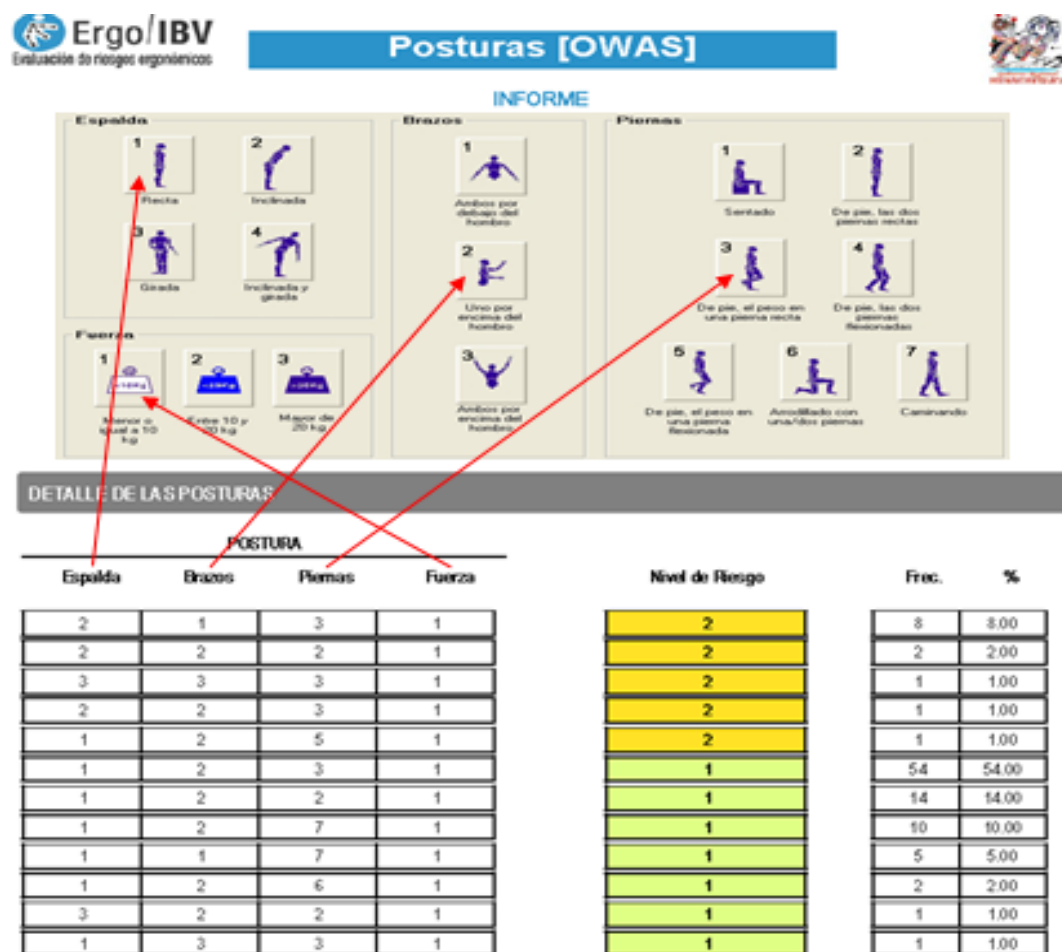 Ergo/IBV
Evaluación de riesgos ergonómicos
Posturas [OWAS]
INFORME
Espalda
1
Recta
2
Inclinada
3
Girada
4
Inclinada y
girada
Fuerza
1
Menor o
igual a 10
kg
2
Entre 10 y
20 kg
3
Mayor de
20 kg
Brazos
1
Ambos por
debajo del
hombro
2
Uno por
encima del
hombro
3
Ambos por
encima del
hombro
Piernas
1
Sentado
2
De pie, las dos
piernas rectas
3
De pie, el peso en
una pierna recta
4
De pie, las dos
piernas
flexionadas
5
De pie, el peso en
una pierna
flexionada
6
Arrodillado con
una/dos piernas
7
Caminando
DETALLE DE LAS POSTURAS
POSTURA
Espalda Brazos Piernas Fuerza Nivel de Riesgo Frec. %
2 1 3 1 2 8 8.00
2 2 2 1 2 2 2.00
3 3 3 1 2 1 1.00
2 2 3 1 2 1 1.00
1 2 5 1 2 1 1.00
1 2 3 1 1 54 54.00
1 2 2 1 1 14 14.00
1 2 7 1 1 10 10.00
1 1 7 1 1 5 5.00
1 2 6 1 1 2 2.00
3 2 2 1 1 1 1.00
1 3 3 1 1 1 1.00